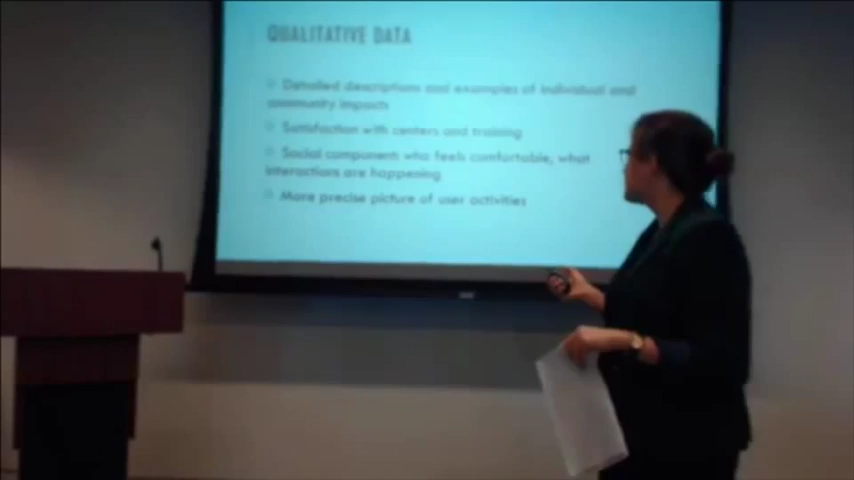 QUALITATIVE DATA
Detailed descriptions and examples of individual and
community impacts
Satisfaction with centers and training
Social component: who feels comfortable, what
interactions are happening
More precise picture of user activities